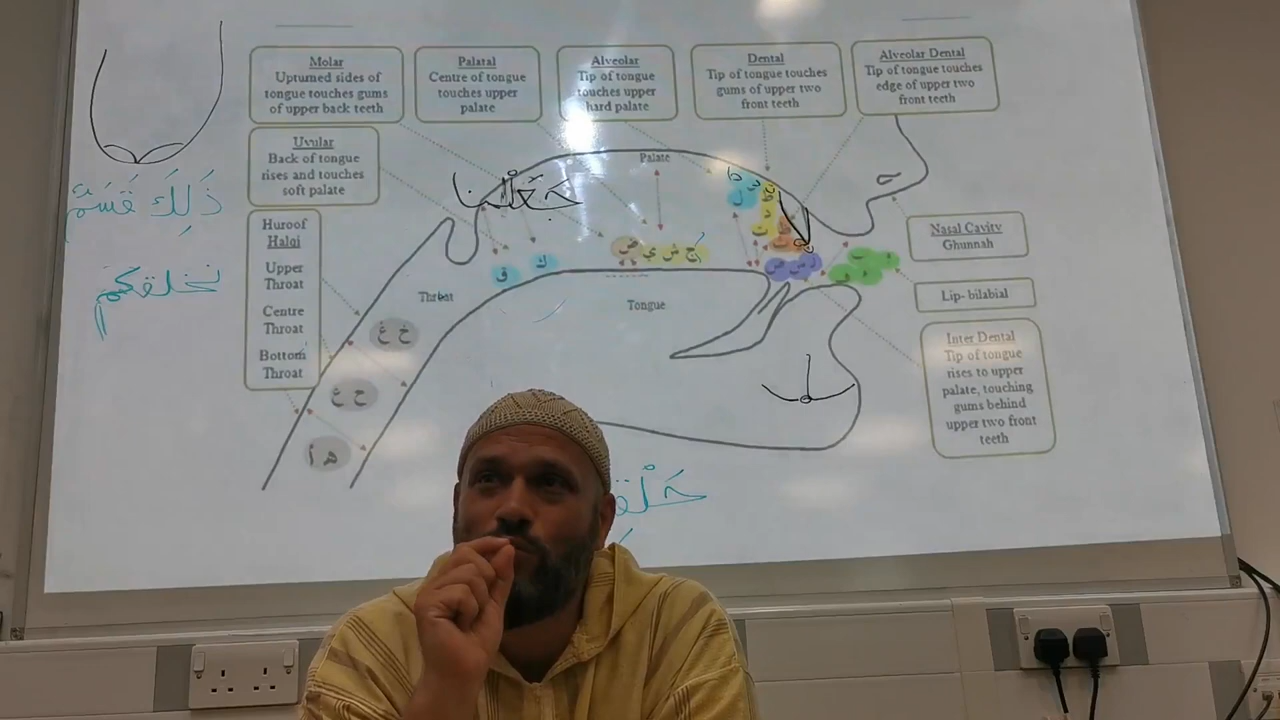 Molar
Upturned sides of
tongue touches gums
of upper back teeth
Palatal
Centre of tongue
touches upper
palate
Alveolar
Tip of tongue
touches upper
hard palate
Dental
Tip of tongue touches
gums of upper two
front teeth
Alveolar Dental
Tip of tongue touches
edge of upper two
front teeth
Uvular
Back of tongue
rises and touches
soft palate
Palate
جَعَلْنا
ذَلِكَ قَسَمٌ
نخلقكم
Huroof
Halqi
Upper
Throat
Centre
Throat
Bottom
Throat
Nasal Cavity
Ghunnah
Lip- bilabial
Inter Dental
Tip of tongue
rises to upper
palate, touching
gums behind
upper two front
teeth
Throat
Tongue
ق
ك
ض ي ش ج
خ غ
ح ع
ه أ